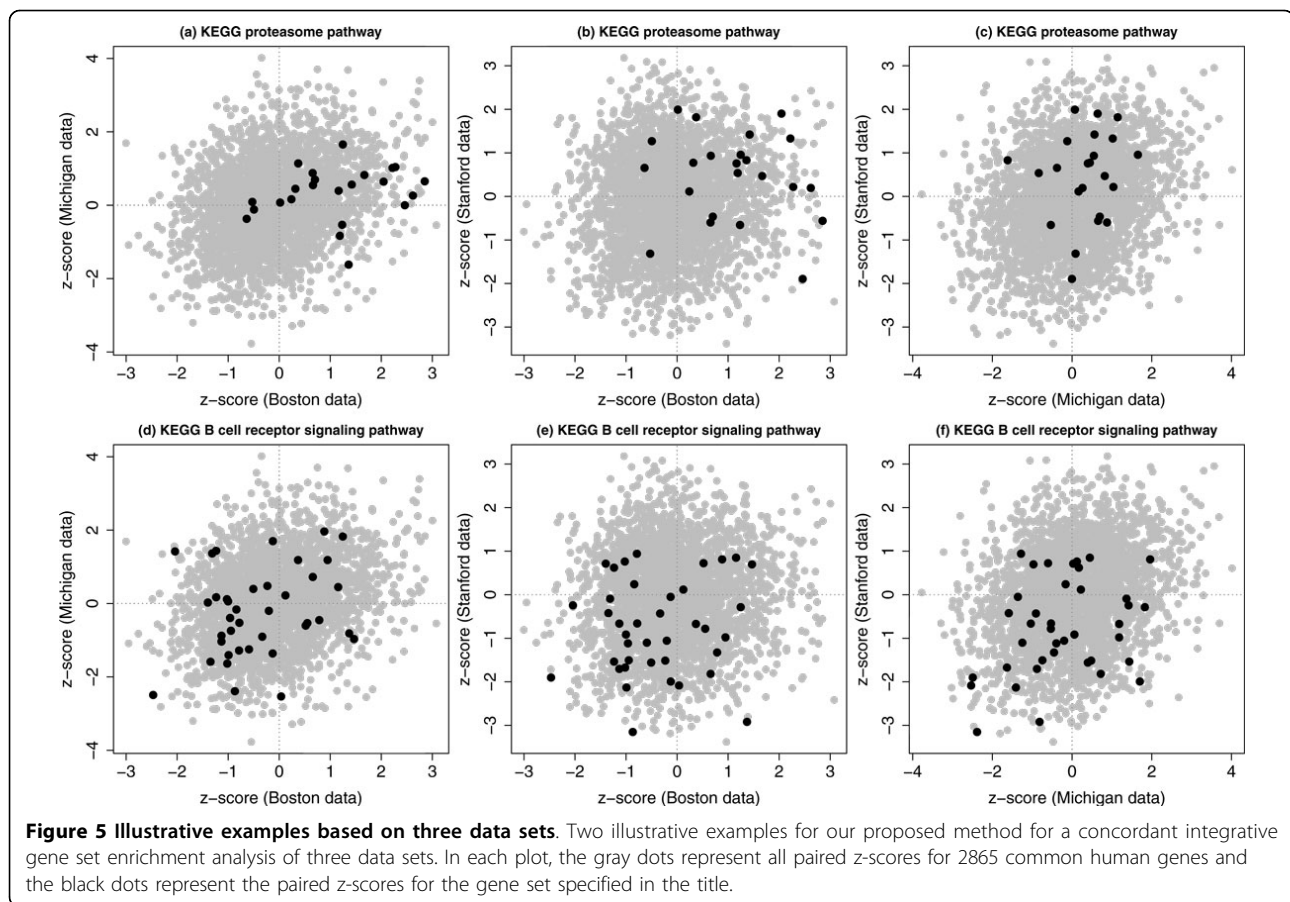 (a) KEGG proteasome pathway
z−score (Michigan data)
4
2
0
−2
−4
−3 −2 −1 0 1 2 3
z−score (Boston data)
(b) KEGG proteasome pathway
z−score (Stanford data)
3
2
1
0
−1
−2
−3
−3 −2 −1 0 1 2 3
z−score (Boston data)
(c) KEGG proteasome pathway
z−score (Stanford data)
3
2
1
0
−1
−2
−3
−4 −2 0 2 4
z−score (Michigan data)
(d) KEGG B cell receptor signaling pathway
z−score (Michigan data)
4
2
0
−2
−4
−3 −2 −1 0 1 2 3
z−score (Boston data)
(e) KEGG B cell receptor signaling pathway
z−score (Stanford data)
3
2
1
0
−1
−2
−3
−3 −2 −1 0 1 2 3
z−score (Boston data)
(f) KEGG B cell receptor signaling pathway
z−score (Stanford data)
3
2
1
0
−1
−2
−3
−4 −2 0 2 4
z−score (Michigan data)
Figure 5 Illustrative examples based on three data sets. Two illustrative examples for our proposed method for a concordant integrative
gene set enrichment analysis of three data sets. In each plot, the gray dots represent all paired z-scores for 2865 common human genes and
the black dots represent the paired z-scores for the gene set specified in the title.